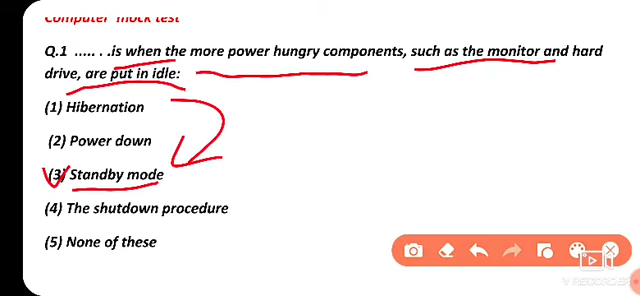 Computer mock test
Q.1 ..... . .is when the more power hungry components, such as the monitor and hard
drive, are put in idle:
(1) Hibernation
(2) Power down
(3) Standby mode
(4) The shutdown procedure
(5) None of these
V RECORDER